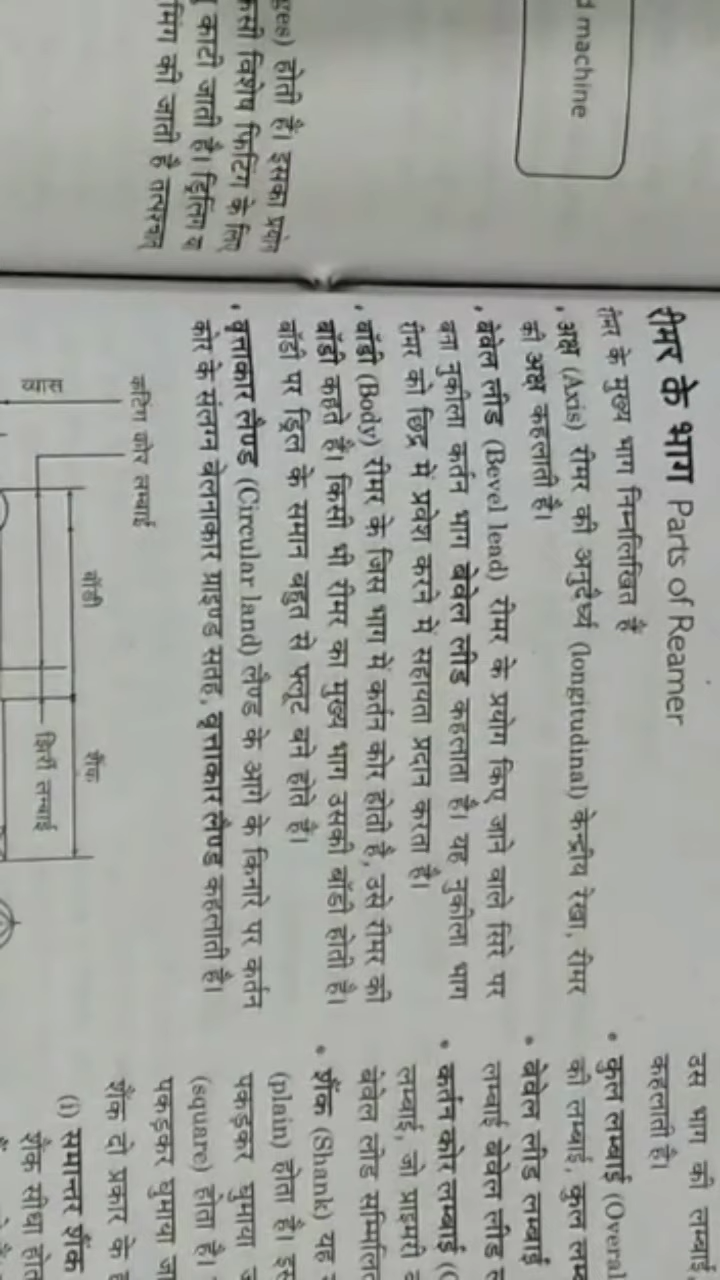 d machine
ges) होती हैं। इसका प्रयोग
कसी विशेष फिटिंग के लिए
काटी जाती है। ड्रिलिंग व
मिंग की जाती है तत्पश्चात्
रीमर के भाग Parts of Reamer
रीमर के मुख्य भाग निम्नलिखित हैं
• अक्ष (Axis) रीमर की अनुदैर्ध्य (longitudinal) केन्द्रीय रेखा, रीमर
की अक्ष कहलाती है।
• बेवेल लीड (Bevel lead) रीमर के प्रयोग किए जाने वाले सिरे पर
बना नुकीला कर्तन भाग बेवेल लीड कहलाता है। यह नुकीला भाग
रीमर को छिद्र में प्रवेश करने में सहायता प्रदान करता है।
• बॉडी (Body) रीमर के जिस भाग में कर्तन कोर होती है, उसे रीमर की
बॉडी कहते हैं। किसी भी रीमर का मुख्य भाग उसकी बॉडी होती है।
बॉडी पर ड्रिल के समान बहुत से फ्लूट बने होते हैं।
• वृत्ताकार लैण्ड (Circular land) लैण्ड के आगे के किनारे पर कर्तन
कोर के संलग्न बेलनाकार ग्राइण्ड सतह, वृत्ताकार लैण्ड कहलाती है।
कटिंग कोर लम्बाई
बॉडी
शैंक
झिरी लम्बाई
व्यास
उस भाग की लम्बाई,
कहलाती है।
• कुल लम्बाई (Overal
की लम्बाई, कुल लम्ब
• बेवेल लीड लम्बाई
लम्बाई बेवेल लीड ल
• कर्तन कोर लम्बाई (C
लम्बाई, जो प्राइमरी
बेवेल लीड सम्मिलित
• शैंक (Shank) यह
(plain) होता है। इस
पकड़कर घुमाया ज
(square) होता है।
पकड़कर घुमाया जा
शैंक दो प्रकार के ह
(i) समान्तर शैंक
शैंक सीधा होत